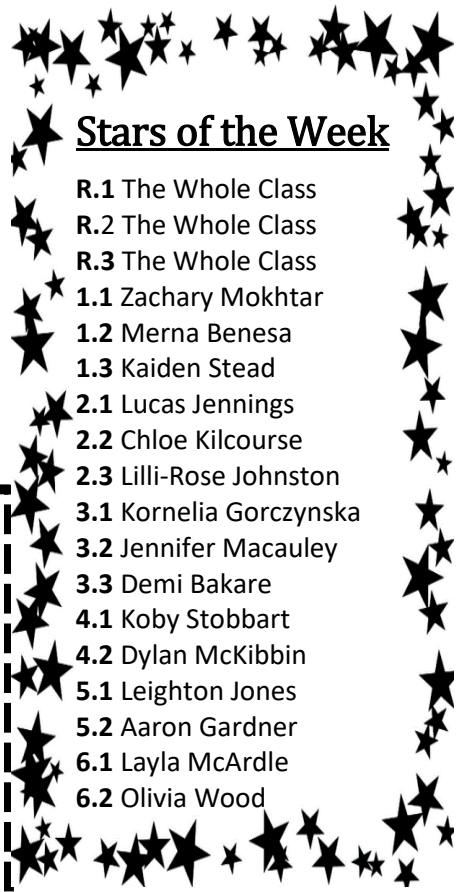 Stars of the Week
R.1 The Whole Class
R.2 The Whole Class
R.3 The Whole Class
1.1 Zachary Mokhtar
1.2 Merna Benesa
1.3 Kaiden Stead
2.1 Lucas Jennings
2.2 Chloe Kilcourse
2.3 Lilli-Rose Johnston
3.1 Kornelia Gorczynska
3.2 Jennifer Macauley
3.3 Demi Bakare
4.1 Koby Stobbart
4.2 Dylan McKibbin
5.1 Leighton Jones
5.2 Aaron Gardner
6.1 Layla McArdle
6.2 Olivia Wood